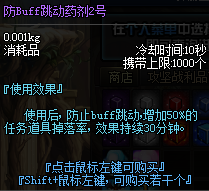 防Buff跳动药剂2号
0.001kg
消耗品
冷却时间10秒
携带上限1000个
『使用效果』
使用后,防止buff跳动,增加50%的
任务道具掉落率,效果持续30分钟。
『点击鼠标左键可购买』
『Shift+鼠标左键,可购买若干个』